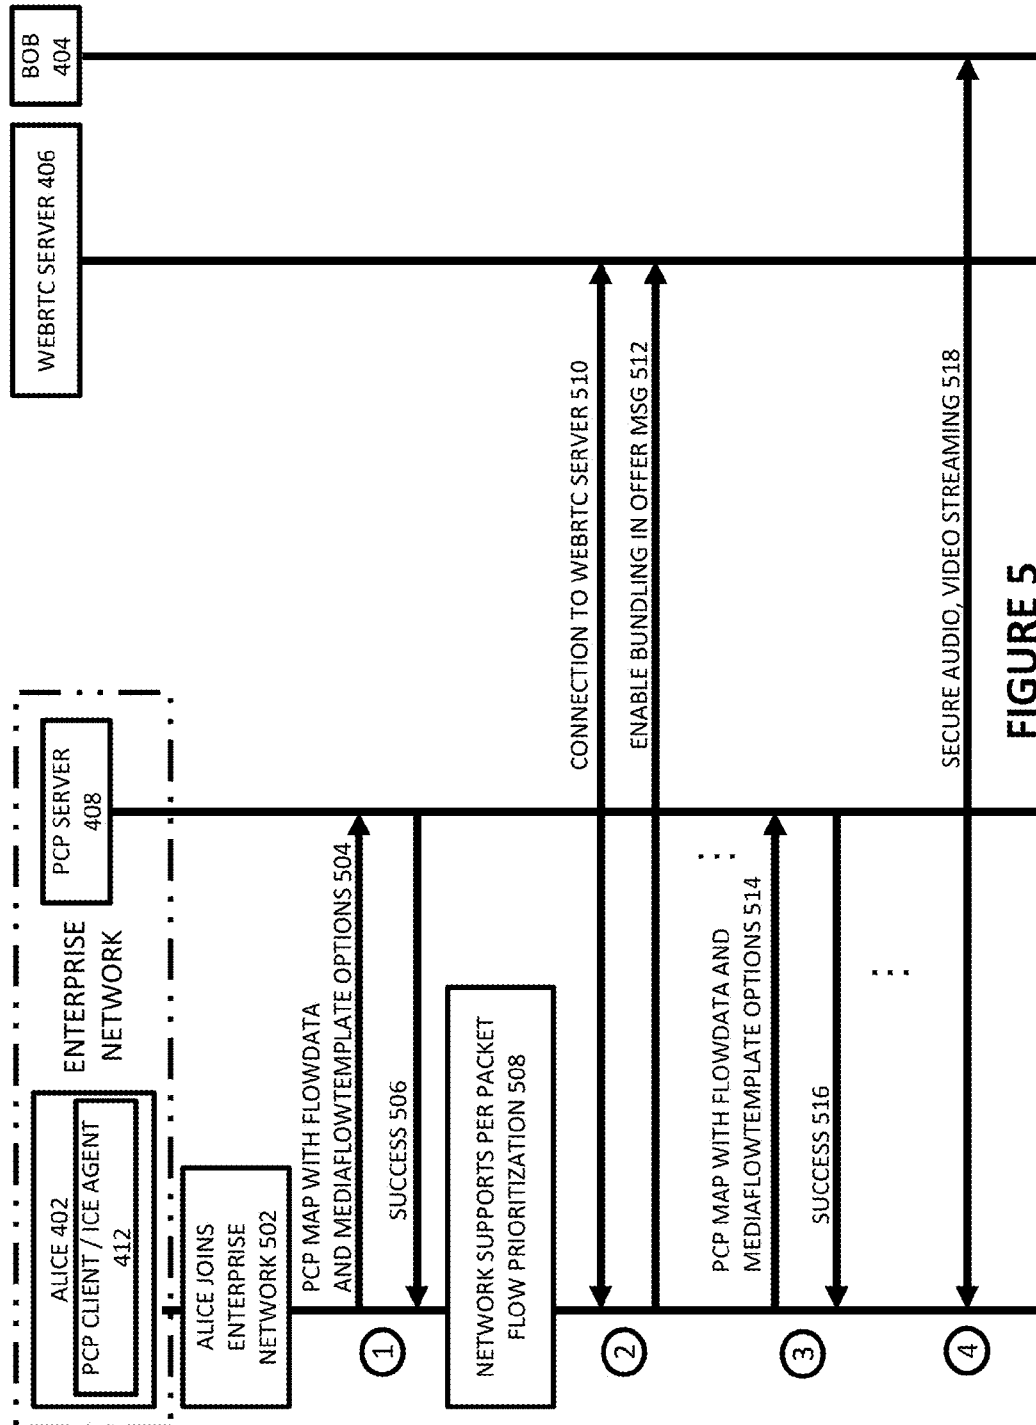 ALICE 402
PCP CLIENT / ICE AGENT
412
ENTERPRISE
NETWORK
PCP SERVER
408
WEBRTC SERVER 406
BOB
404
ALICE JOINS
ENTERPRISE
NETWORK 502
1
PCP MAP WITH FLOWDATA
AND MEDIAFLOWTEMPLATE OPTIONS 504
SUCCESS 506
NETWORK SUPPORTS PER PACKET
FLOW PRIORITIZATION 508
2
CONNECTION TO WEBRTC SERVER 510
ENABLE BUNDLING IN OFFER MSG 512
...
3
PCP MAP WITH FLOWDATA AND
MEDIAFLOWTEMPLATE OPTIONS 514
SUCCESS 516
...
4
SECURE AUDIO, VIDEO STREAMING 518
FIGURE 5